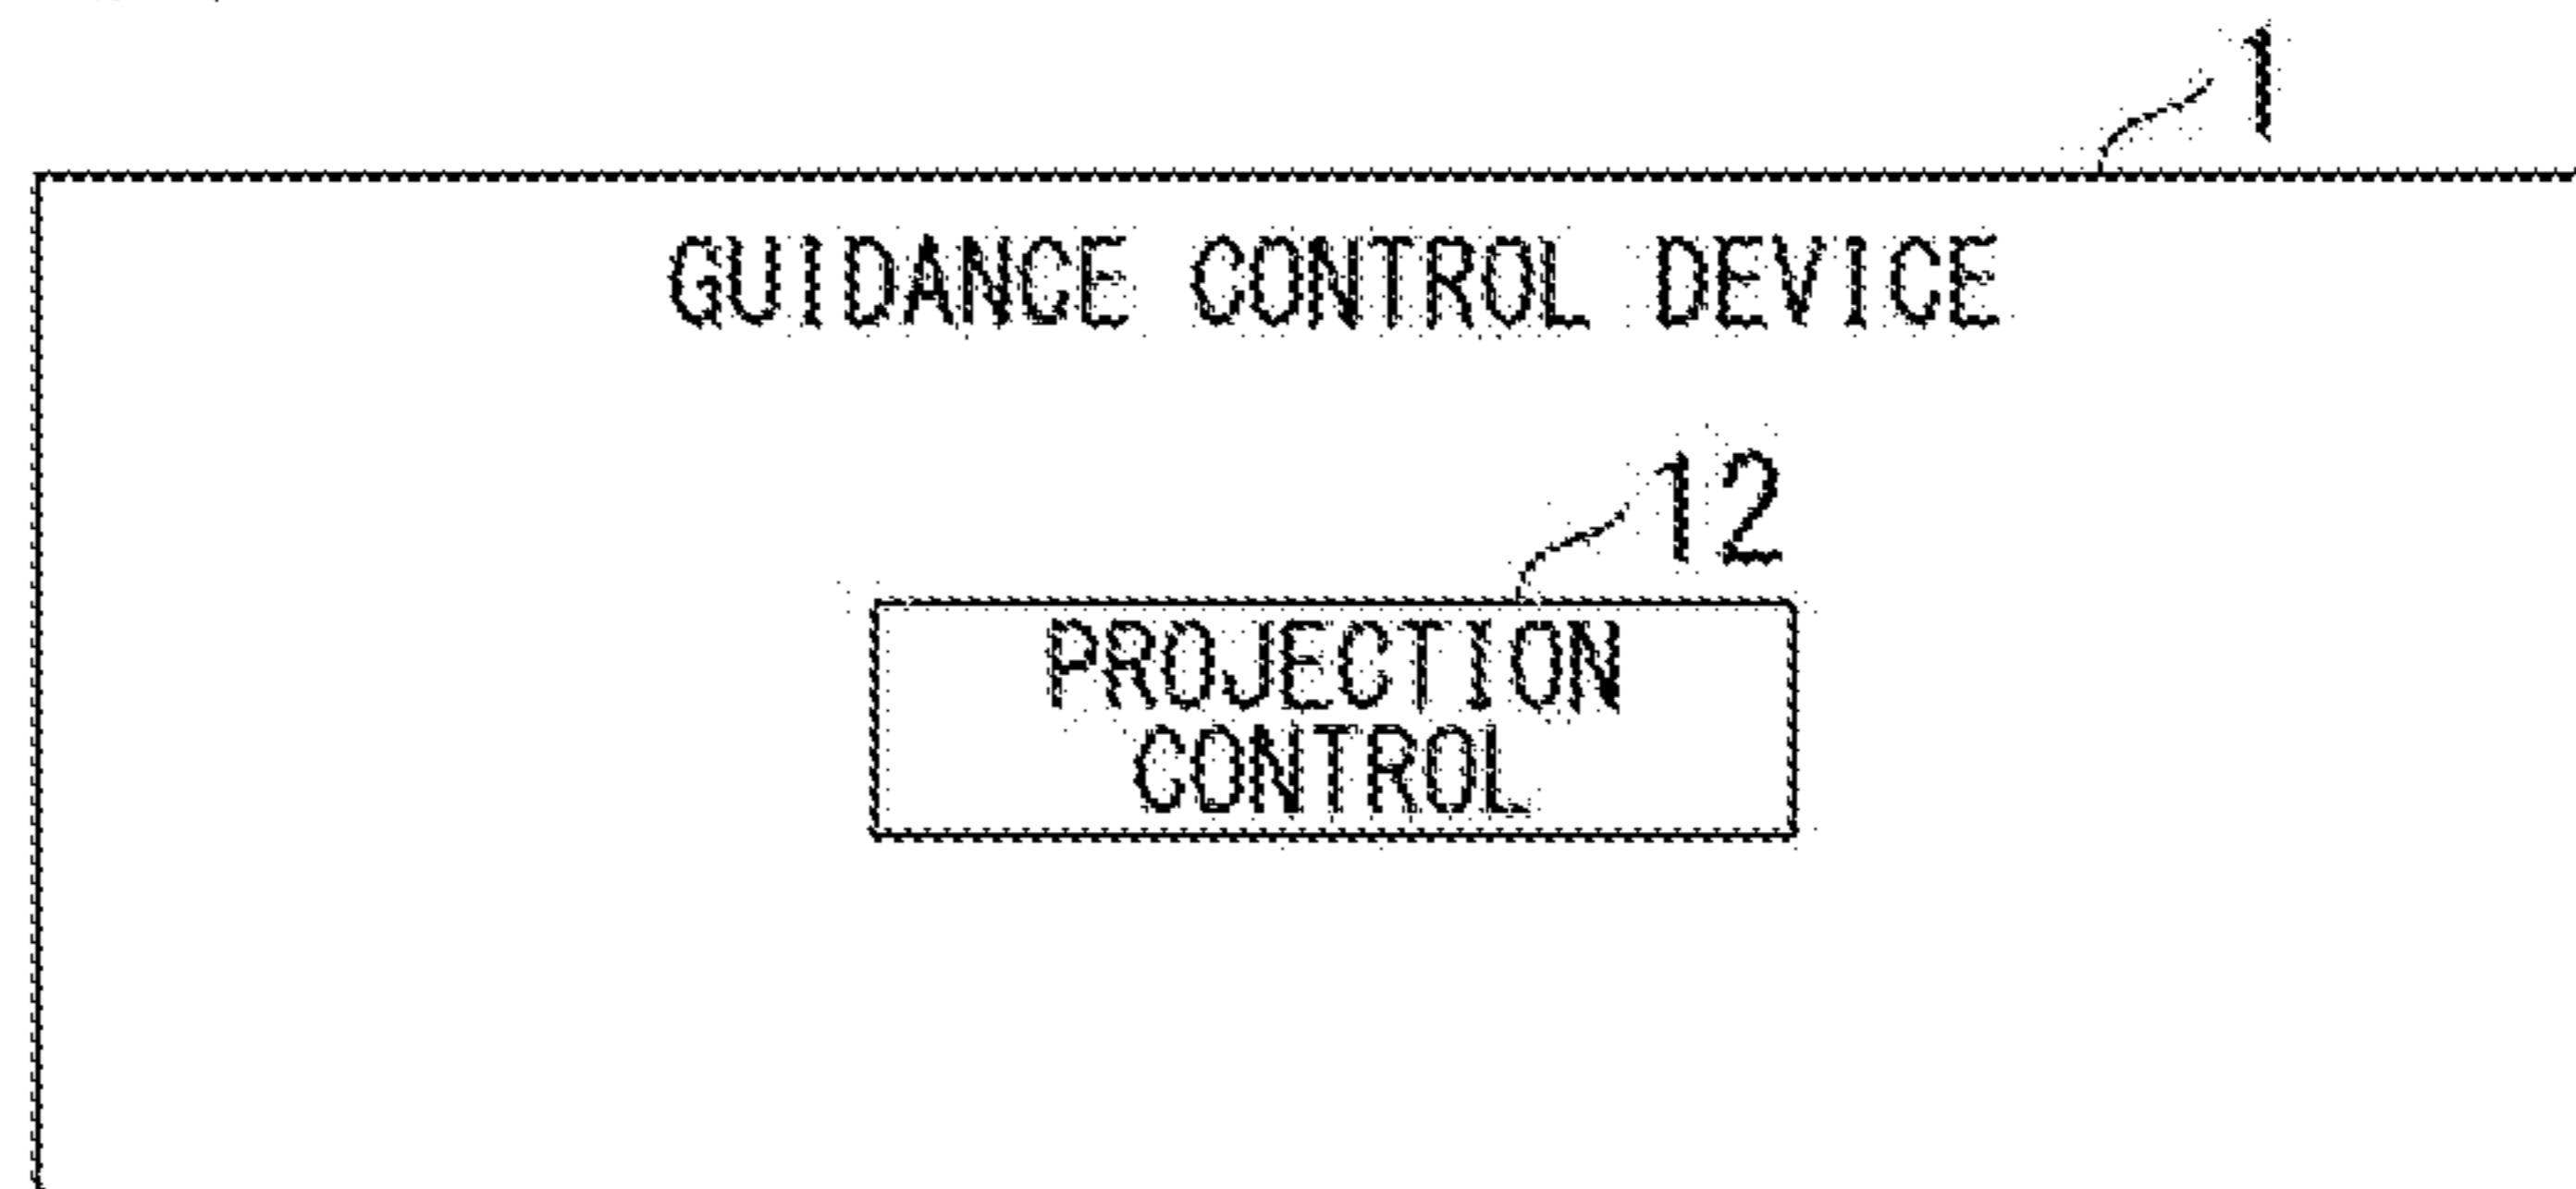 1
GUIDANCE CONTROL DEVICE
12
PROJECTION
CONTROL